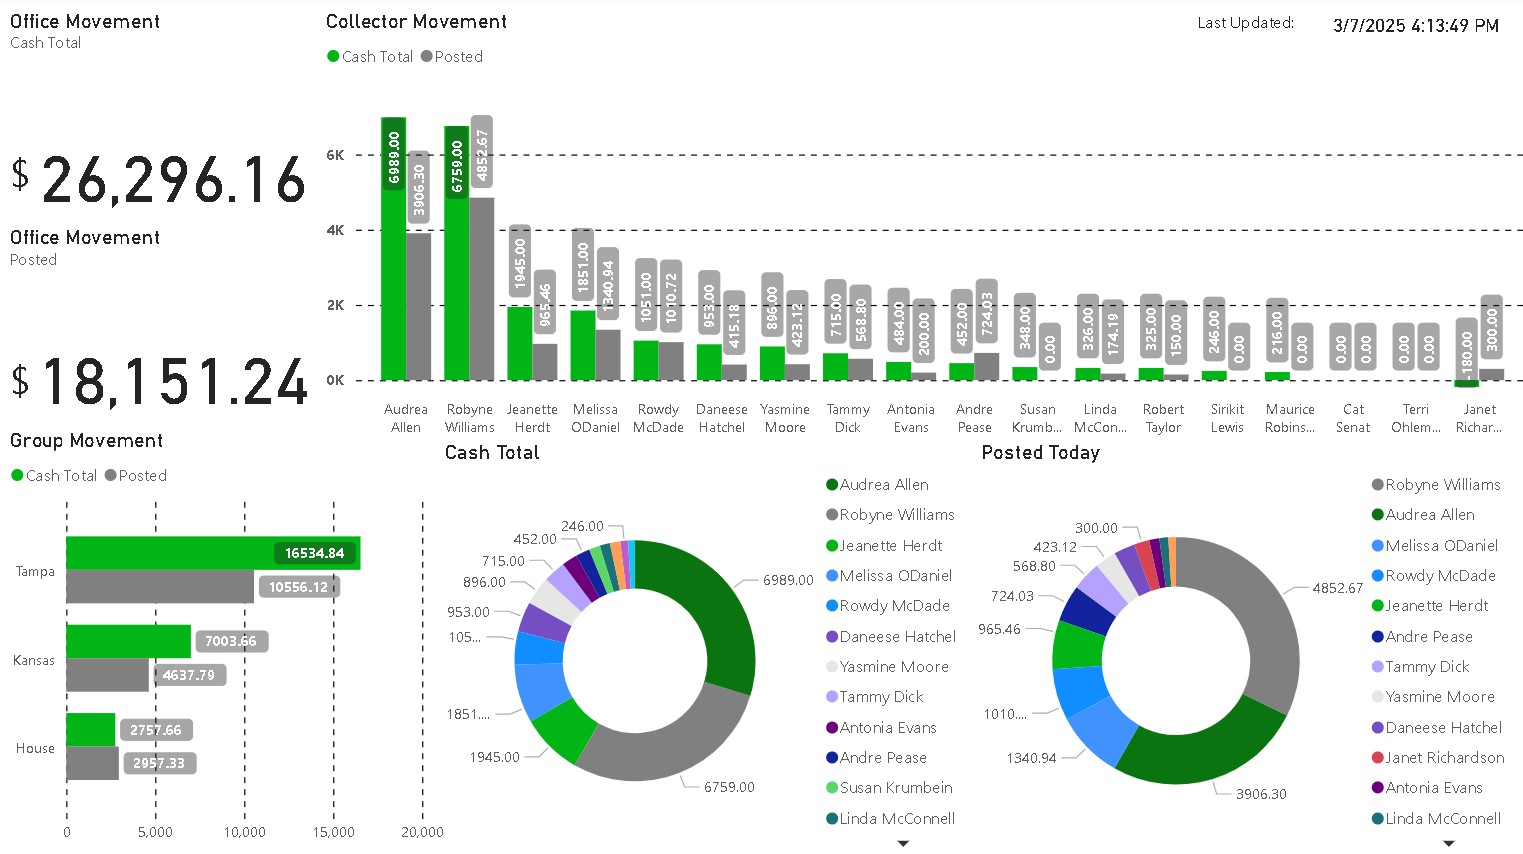 Office Movement
Cash Total
$ 26,296.16
Office Movement
Posted
$ 18,151.24
Collector Movement
Cash Total Posted
Last Updated: 3/7/2025 4:13:49 PM
6K
4K
2K
0K
6989.00 3906.30
6759.00 4852.67
1945.00 965.46
1851.00 1340.94
1051.00 1010.72
953.00 415.18
896.00 423.12
715.00 568.80
484.00 200.00
452.00 724.03
348.00 0.00
326.00 174.19
325.00 150.00
246.00 0.00
216.00 0.00
0.00 0.00
0.00 0.00
-180.00 300.00
Audrea
Allen
Robyne
Williams
Jeanette
Herdt
Melissa
ODaniel
Rowdy
McDade
Daneese
Hatchel
Yasmine
Moore
Tammy
Dick
Antonia
Evans
Andre
Pease
Susan
Krumb...
Linda
McCon...
Robert
Taylor
Sirikit
Lewis
Maurice
Robins...
Cat
Senat
Terri
Ohlem...
Janet
Richar...
Group Movement
Cash Total Posted
Tampa
16534.84
10556.12
Kansas
7003.66
4637.79
House
2757.66
2957.33
0 5,000 10,000 15,000 20,000
Cash Total
246.00
452.00
715.00
896.00
953.00
105...
1851....
1945.00
6989.00
6759.00
Audrea Allen
Robyne Williams
Jeanette Herdt
Melissa ODaniel
Rowdy McDade
Daneese Hatchel
Yasmine Moore
Tammy Dick
Antonia Evans
Andre Pease
Susan Krumbein
Linda McConnell
Posted Today
300.00
423.12
568.80
724.03
965.46
1010....
1340.94
4852.67
3906.30
Robyne Williams
Audrea Allen
Melissa ODaniel
Rowdy McDade
Jeanette Herdt
Andre Pease
Tammy Dick
Yasmine Moore
Daneese Hatchel
Janet Richardson
Antonia Evans
Linda McConnell